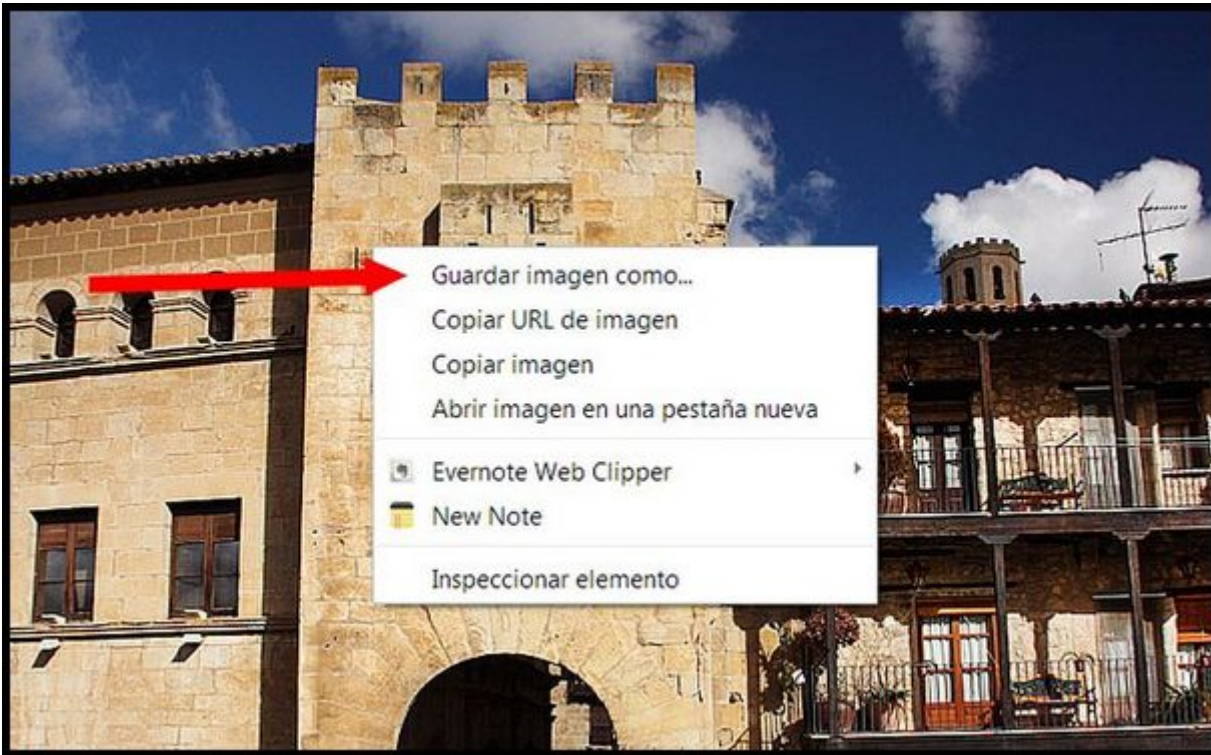 Guardar imagen como...
Copiar URL de imagen
Copiar imagen
Abrir imagen en una pestaña nueva
Evernote Web Clipper
New Note
Inspeccionar elemento